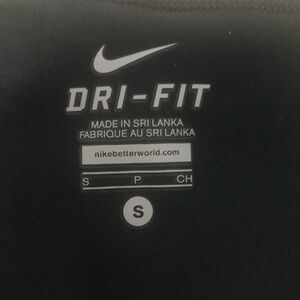 DRI-FIT
MADE IN SRI LANKA
FABRIQUE AU SRI LANKA
nikebetterworld.com
S P CH
S